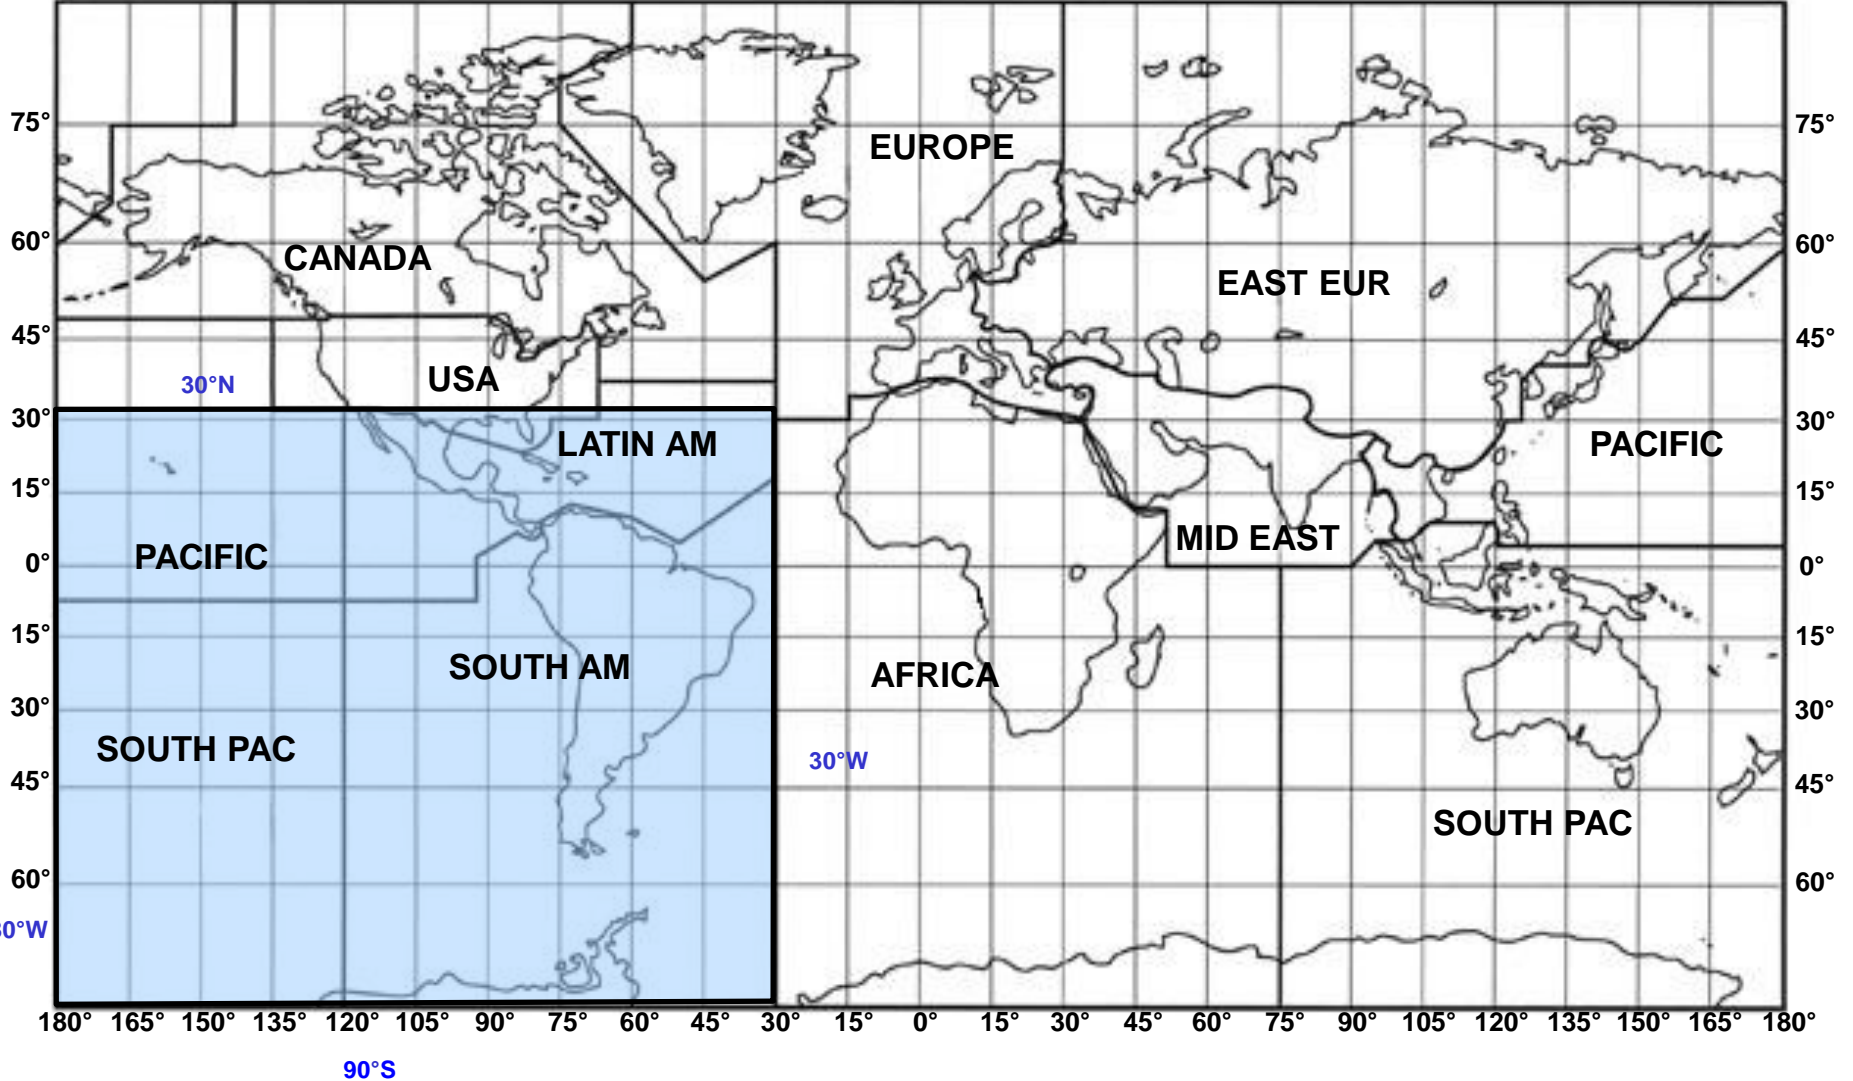 75° EUROPE 75°
60° CANADA 60°
EAST EUR
45° 45°
30°N USA
30° LATIN AM 30°
PACIFIC
15° 15°
PACIFIC MID EAST
0° 0°
15° 15°
SOUTH AM AFRICA
30° 30°
SOUTH PAC 30°W
45° 45°
SOUTH PAC
60° 60°
0°W
180° 165° 150° 135° 120° 105° 90° 75 60° 45° 30 15° 0° 15° 30° 45° 60° 75° 90° 105° 120° 135° 150° 165° 180°
90°S